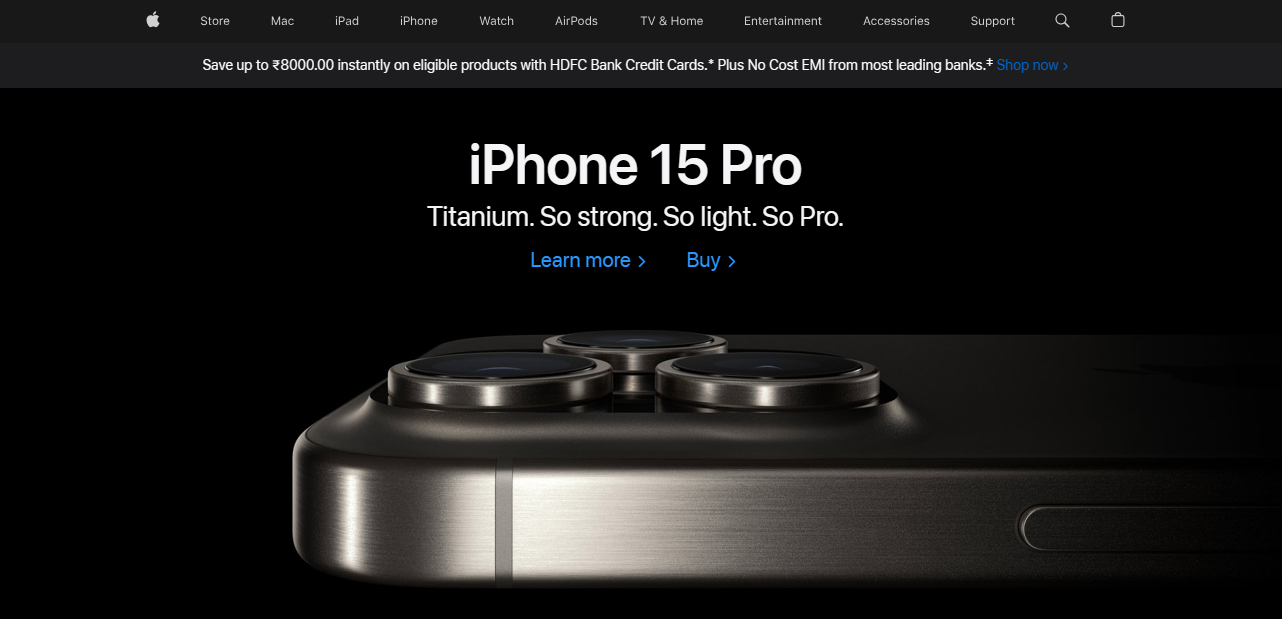 Store Mac iPad iPhone Watch AirPods TV & Home Entertainment Accessories Support
Save up to ₹8000.00 instantly on eligible products with HDFC Bank Credit Cards.* Plus No Cost EMI from most leading banks.‡ Shop now >
iPhone 15 Pro
Titanium. So strong. So light. So Pro.
Learn more > Buy >